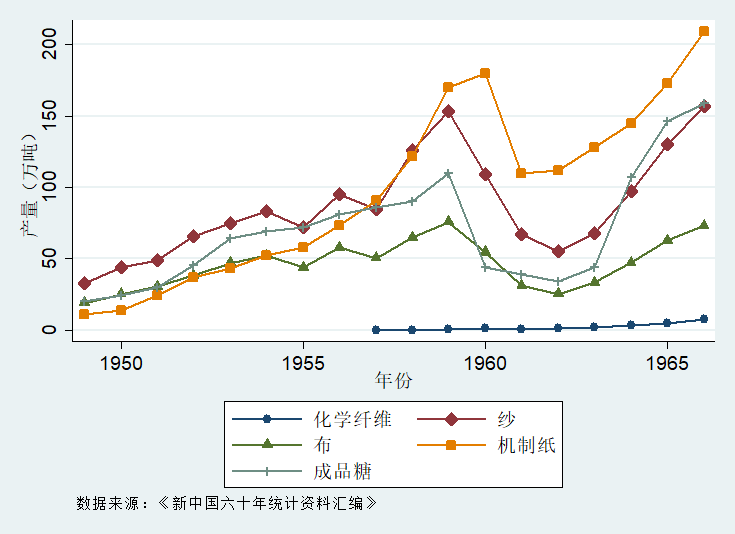 200
150
100
50
0
产量（万吨）
1950 1955 1960 1965
年份
化学纤维 纱
布 机制纸
成品糖
数据来源：《新中国六十年统计资料汇编》